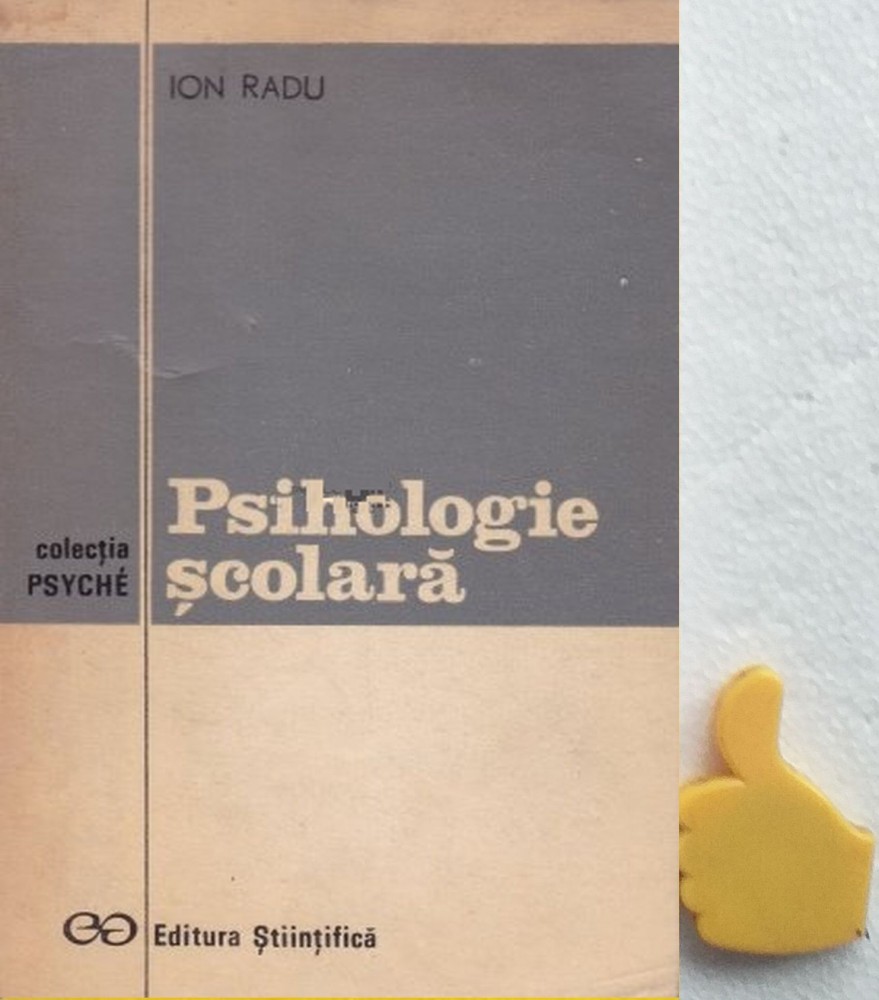 ION RADU
Psihologie
școlară
colecția
PSYCHÉ
Editura Științifică